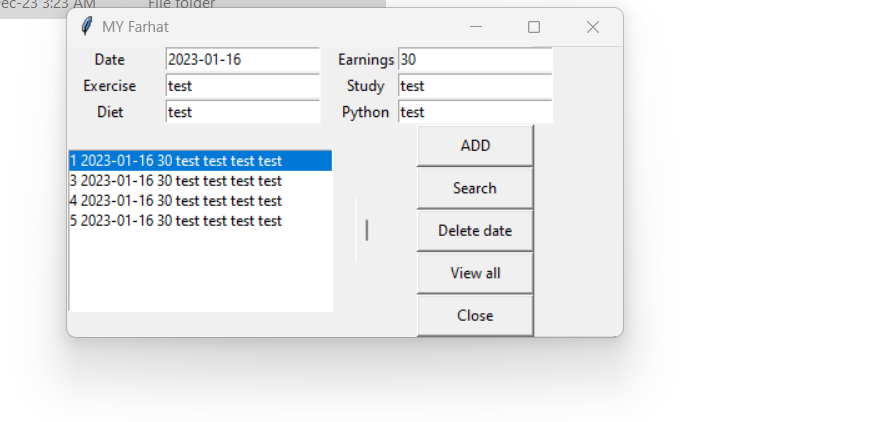 ec-23 3:23 AM File folder
MY Farhat
Date 2023-01-16 Earnings 30
Exercise test Study test
Diet test Python test
ADD
1 2023-01-16 30 test test test test
3 2023-01-16 30 test test test test
4 2023-01-16 30 test test test test
5 2023-01-16 30 test test test test
Search
Delete date
View all
Close